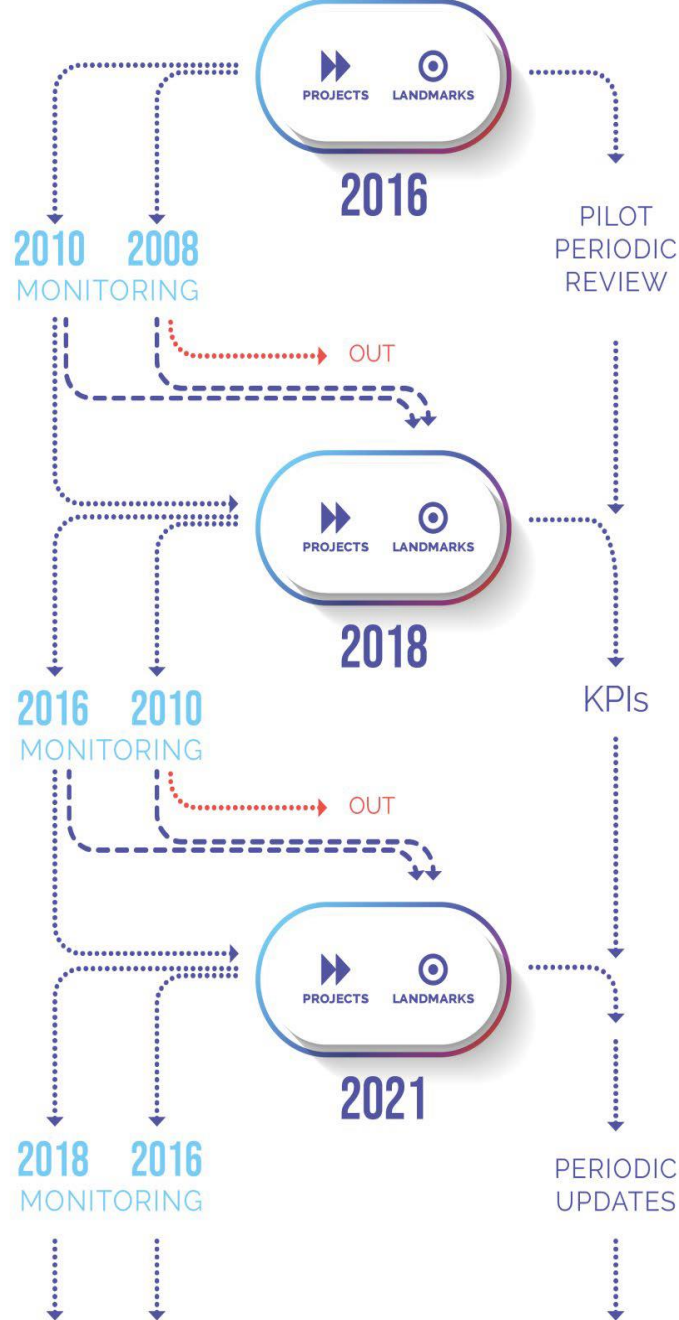 PROJECTS LANDMARKS
2016
PILOT
PERIODIC
REVIEW
2010 2008
MONITORING
OUT
PROJECTS LANDMARKS
2018
2016 2010
MONITORING
KPIs
OUT
PROJECTS LANDMARKS
2021
2018 2016
MONITORING
PERIODIC
UPDATES